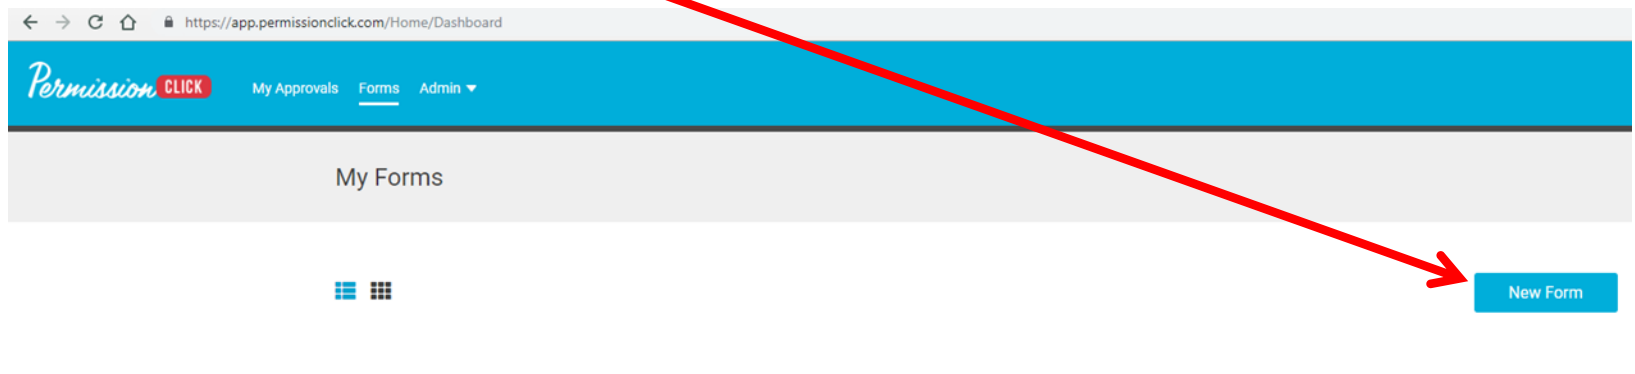 https://app.permissionclick.com/Home/Dashboard
Permission CLICK My Approvals Forms Admin
My Forms
New Form